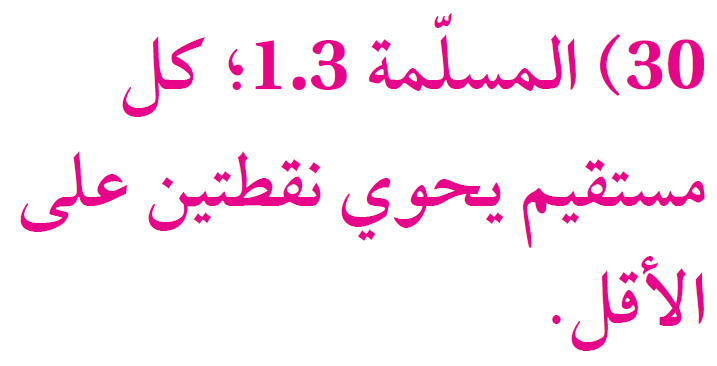 30) المسلّمة 1.3؛ كل
مستقيم يحوي نقطتين على
الأقل.